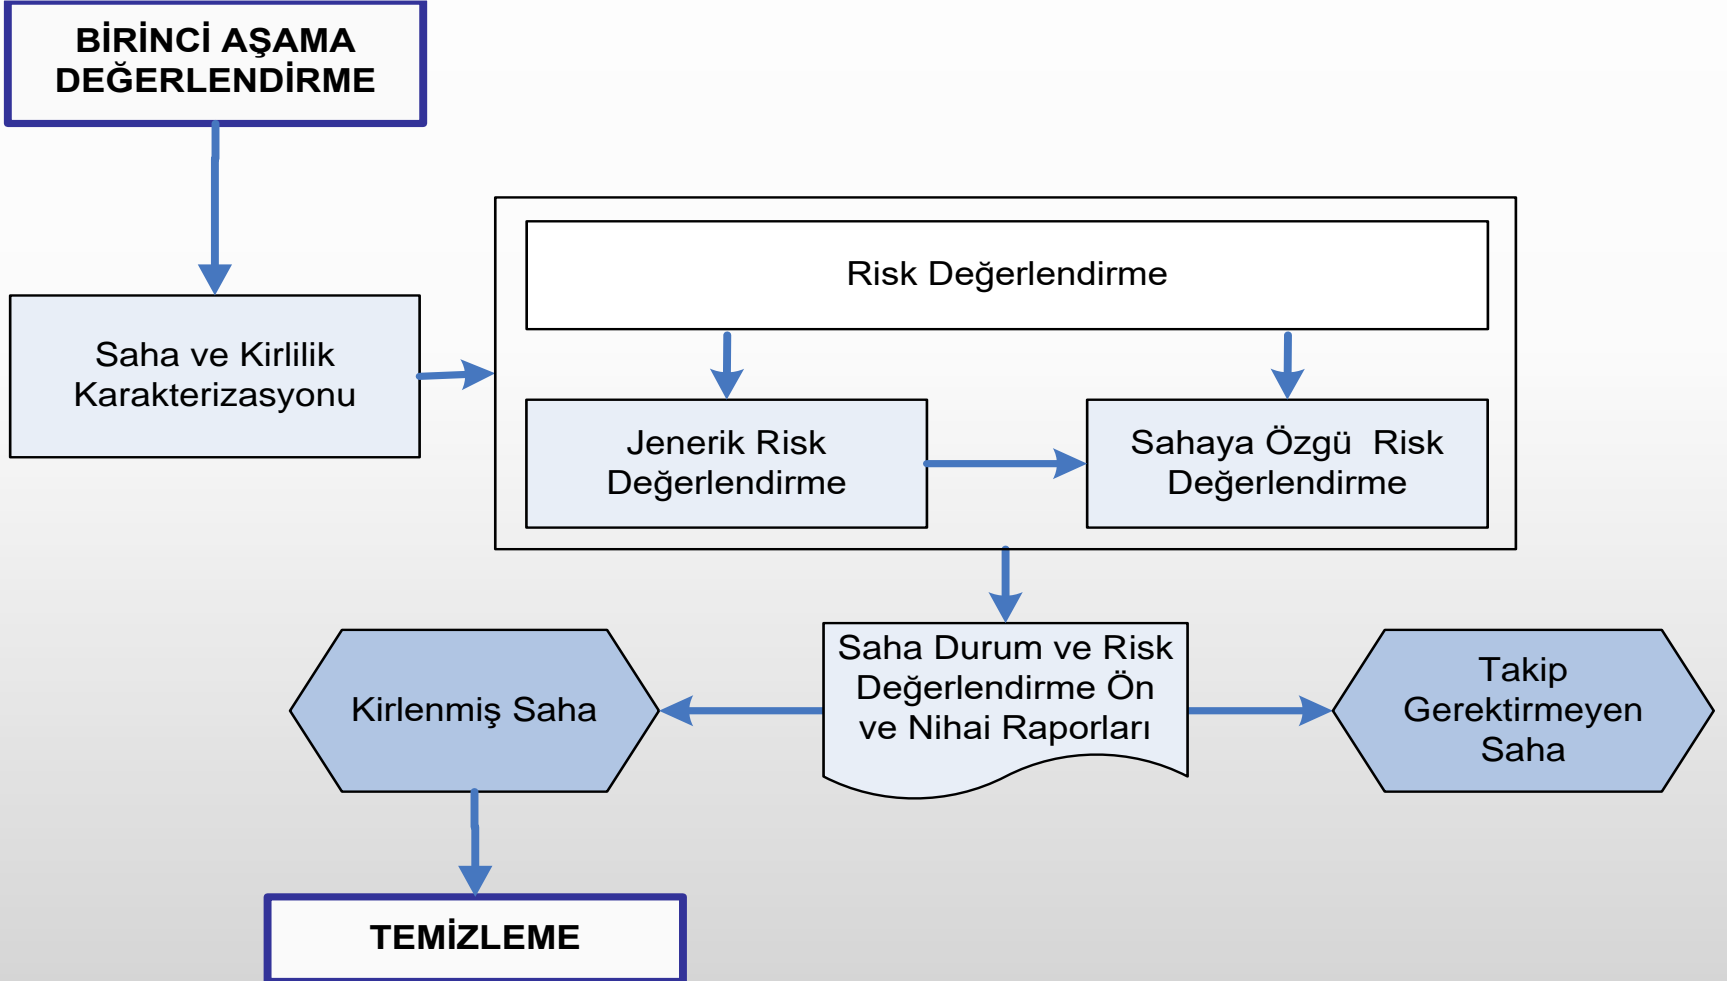 BİRİNCİ AŞAMA
DEĞERLENDİRME
Risk Değerlendirme
Saha ve Kirlilik
Karakterizasyonu
Jenerik Risk
Değerlendirme
Sahaya Özgü  Risk
Değerlendirme
Kirlenmiş Saha
Saha Durum ve Risk
Değerlendirme Ön
ve Nihai Raporları
Takip
Gerektirmeyen
Saha
TEMİZLEME